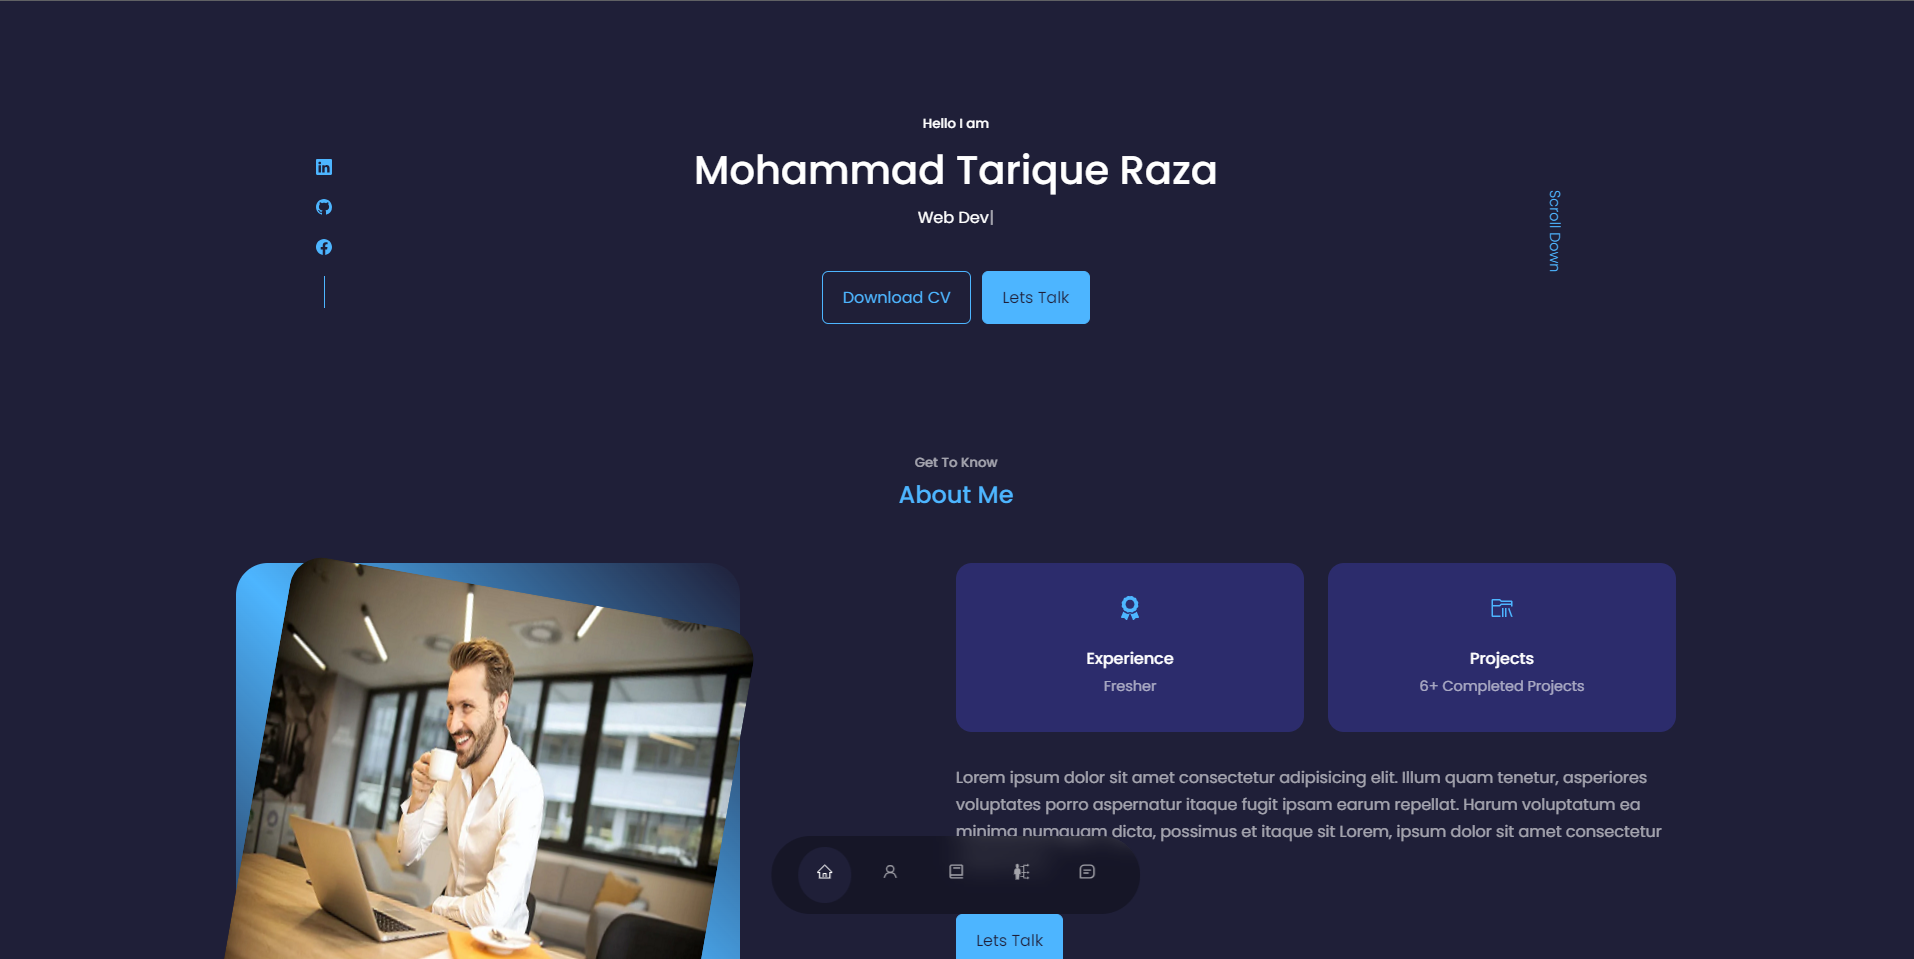 Hello I am
Mohammad Tarique Raza
Web Dev|
Scroll Down
Download CV
Lets Talk
Get To Know
About Me
Experience
Fresher
Projects
6+ Completed Projects
Lorem ipsum dolor sit amet consectetur adipisicing elit. Illum quam tenetur, asperiores
voluptates porro aspernatur itaque fugit ipsam earum repellat. Harum voluptatum ea
minima numquam dicta, possimus et itaque sit Lorem, ipsum dolor sit amet consectetur
Lets Talk